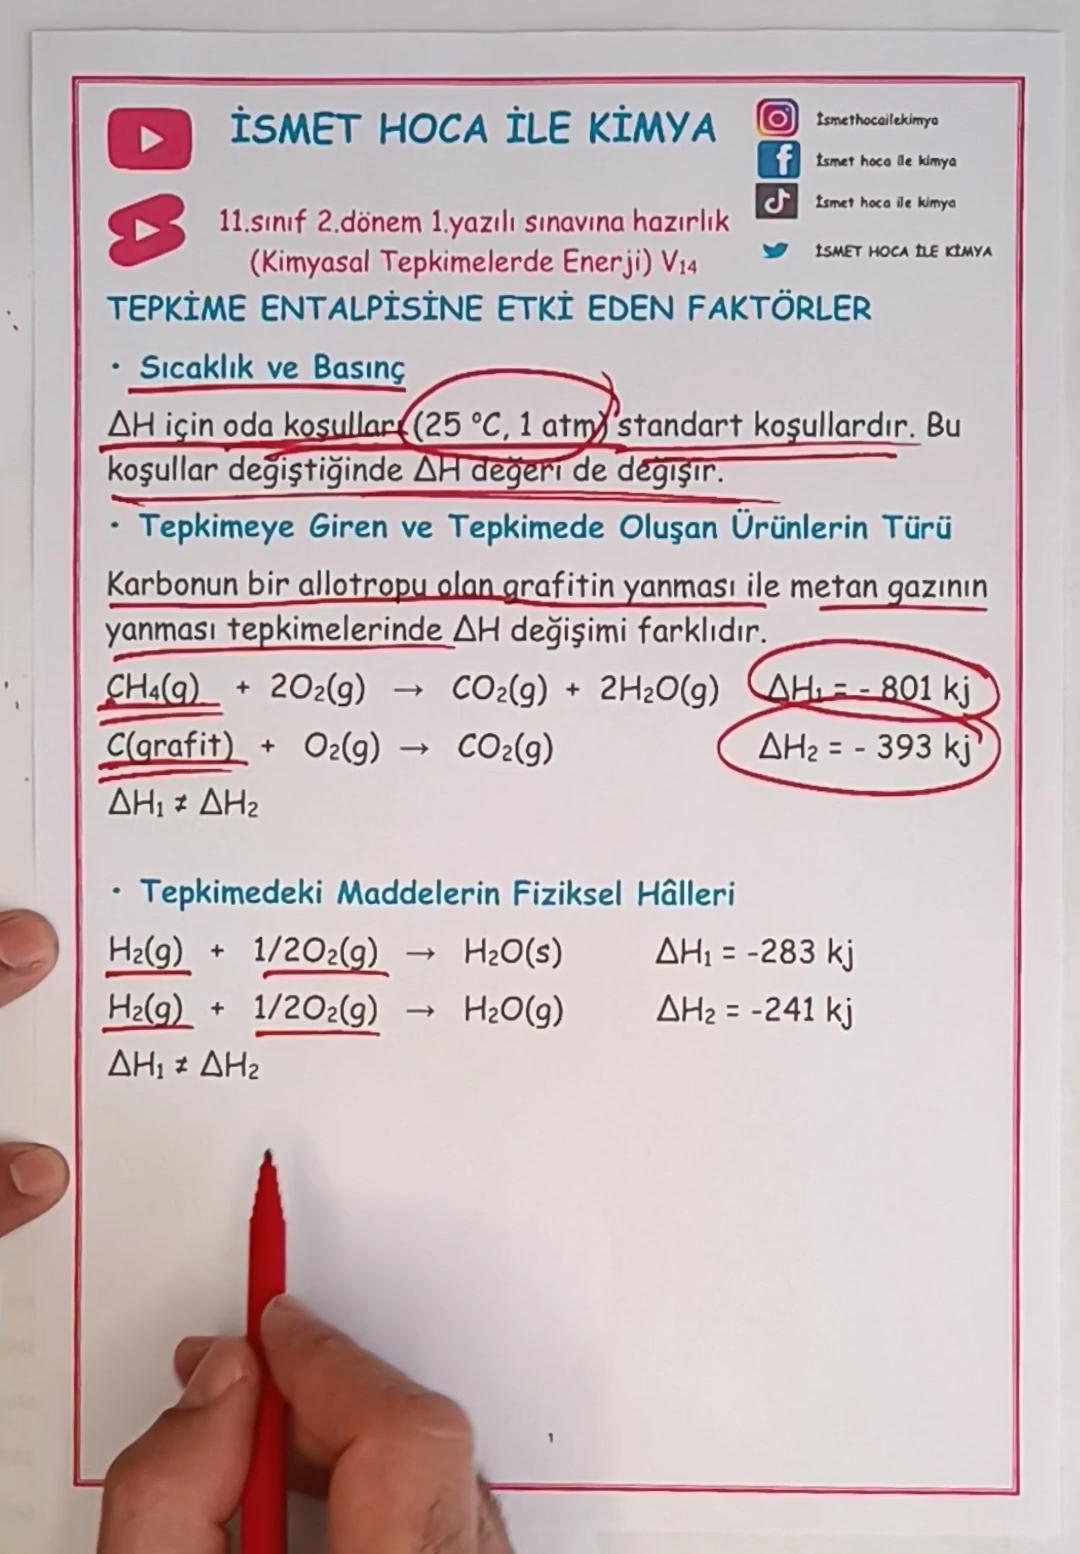 İSMET HOCA İLE KİMYA
İsmethocailekimya
İsmet hoca ile kimya
İsmet hoca ile kimya
İSMET HOCA İLE KİMYA
11.sınıf 2.dönem 1.yazılı sınavına hazırlık
(Kimyasal Tepkimelerde Enerji) V14
TEPKİME ENTALPİSİNE ETKİ EDEN FAKTÖRLER
• Sıcaklık ve Basınç
ΔH için oda koşulları (25 °C, 1 atm) standart koşullardır. Bu
koşullar değiştiğinde ΔH değeri de değişir.
• Tepkimeye Giren ve Tepkimede Oluşan Ürünlerin Türü
Karbonun bir allotropu olan grafitin yanması ile metan gazının
yanması tepkimelerinde ΔH değişimi farklıdır.
CH4(g) + 2O2(g) → CO2(g) + 2H2O(g) ΔH1 = - 801 kj
C(grafit) + O2(g) → CO2(g) ΔH2 = - 393 kj
ΔH1 ≠ ΔH2
• Tepkimedeki Maddelerin Fiziksel Hâlleri
H2(g) + 1/2O2(g) → H2O(s) ΔH1 = -283 kj
H2(g) + 1/2O2(g) → H2O(g) ΔH2 = -241 kj
ΔH1 ≠ ΔH2
1